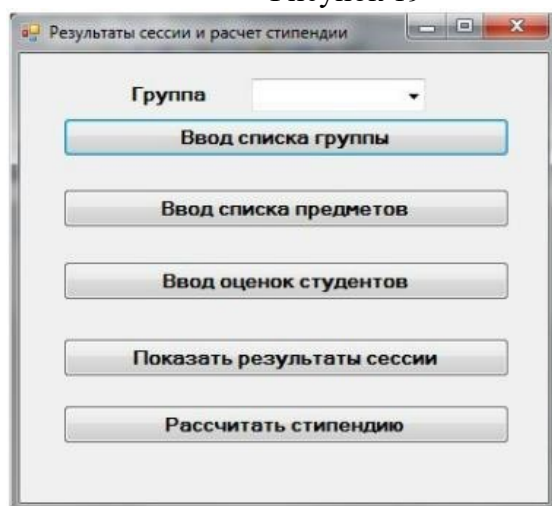 Результаты сессии и расчет стипендии
Группа
Ввод списка группы
Ввод списка предметов
Ввод оценок студентов
Показать результаты сессии
Рассчитать стипендию